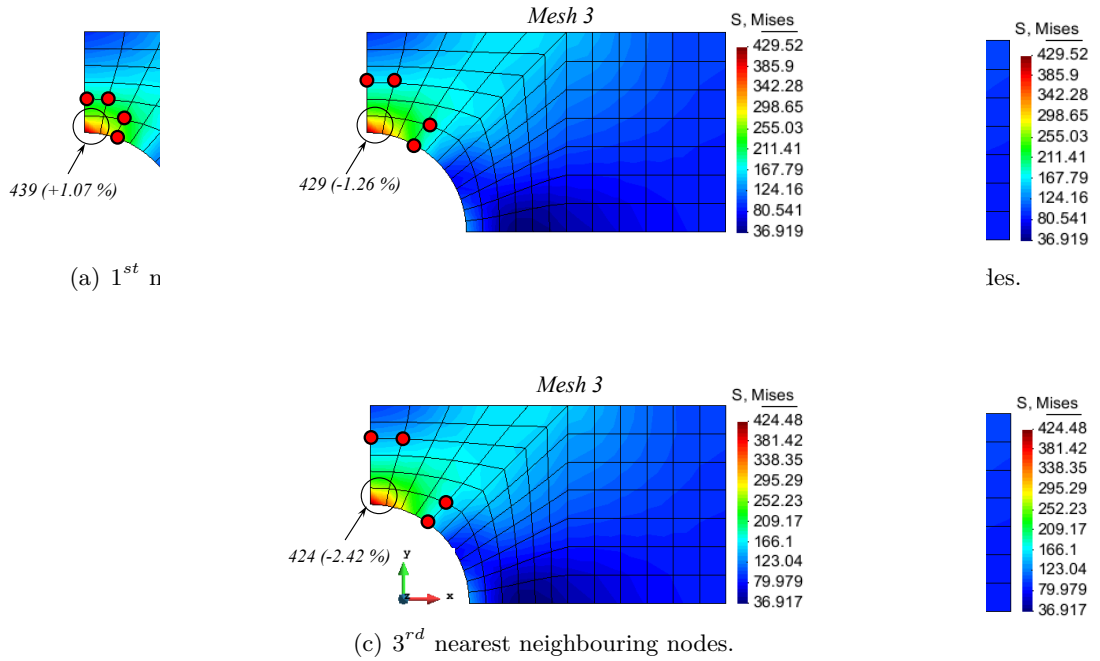 Mesh 3
S, Mises
429.52
385.9
342.28
298.65
255.03
211.41
167.79
124.16
80.541
36.919
S, Mises
429.52
385.9
342.28
298.65
255.03
211.41
167.79
124.16
80.541
36.919
439 (+1.07 %)
429 (-1.26 %)
(a) 1st n
des.
Mesh 3
S, Mises
424.48
381.42
338.35
295.29
252.23
209.17
166.1
123.04
79.979
36.917
S, Mises
424.48
381.42
338.35
295.29
252.23
209.17
166.1
123.04
79.979
36.917
424 (-2.42 %)
Y
Z
X
(c) 3rd nearest neighbouring nodes.